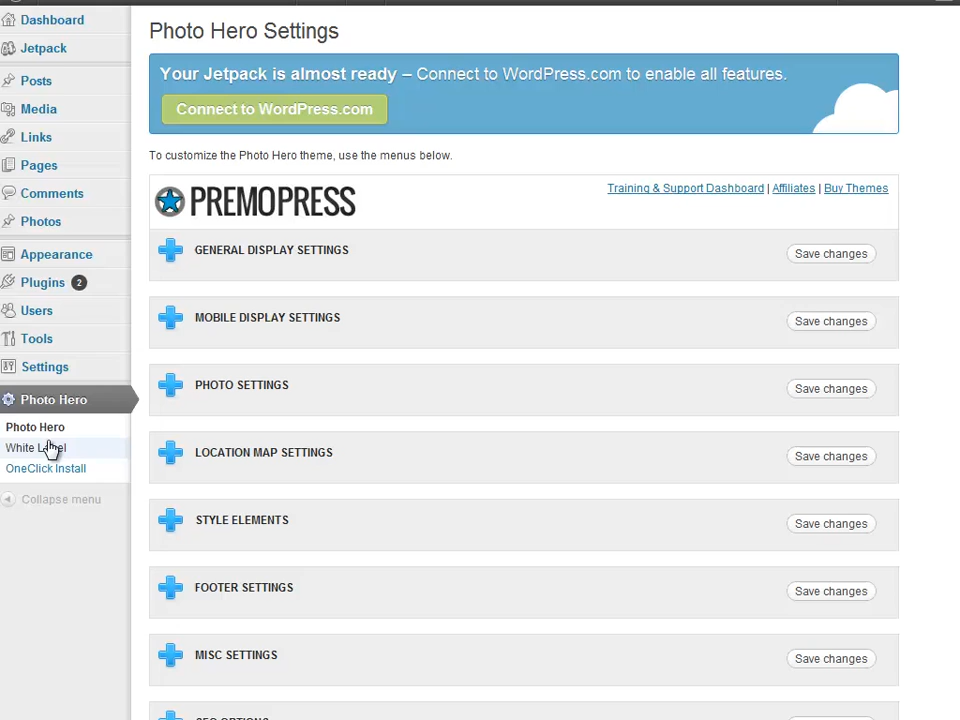 Dashboard
Jetpack
Posts
Media
Links
Pages
Comments
Photos
Appearance
Plugins 2
Users
Tools
Settings
Photo Hero
Photo Hero
White Label
OneClick Install
Collapse menu
Photo Hero Settings
Your Jetpack is almost ready – Connect to WordPress.com to enable all features.
Connect to WordPress.com
To customize the Photo Hero theme, use the menus below.
PREMOPRESS
Training & Support Dashboard | Affiliates | Buy Themes
GENERAL DISPLAY SETTINGS Save changes
MOBILE DISPLAY SETTINGS Save changes
PHOTO SETTINGS Save changes
LOCATION MAP SETTINGS Save changes
STYLE ELEMENTS Save changes
FOOTER SETTINGS Save changes
MISC SETTINGS Save changes
SEO OPTIONS